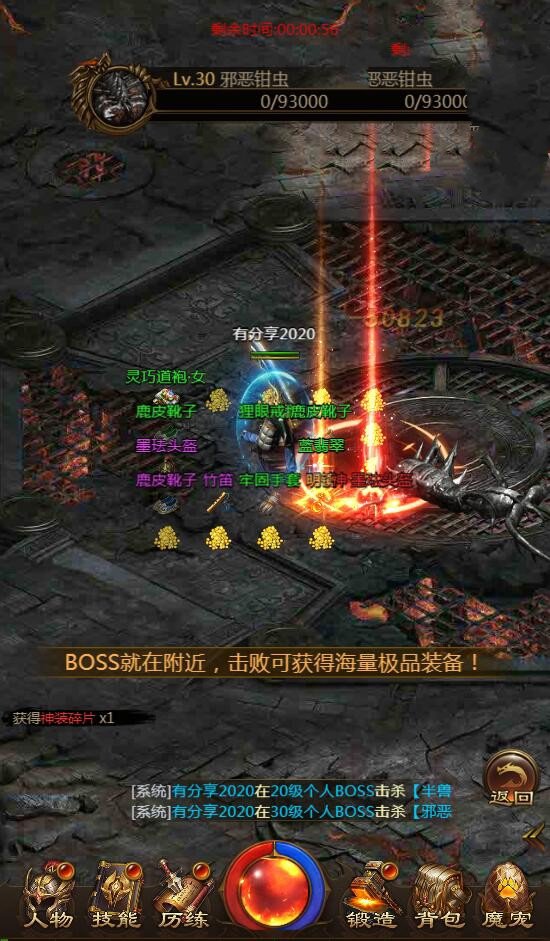 剩余时间:00:00:56
剩
Lv.30 邪恶钳虫
恶钳虫
0/93000
0/93000
30823
有分享2020
灵巧道袍·女
鹿皮靴子 狸眼戒指 鹿皮靴子
墨玹头盔 蓝翡翠
鹿皮靴子 竹笛 牢固手套
BOSS就在附近，击败可获得海量极品装备！
获得神装碎片 x1
[系统]有分享2020在20级个人BOSS击杀【半兽
[系统]有分享2020在30级个人BOSS击杀【邪恶
返回
人物 技能 历练 锻造 背包 魔宠